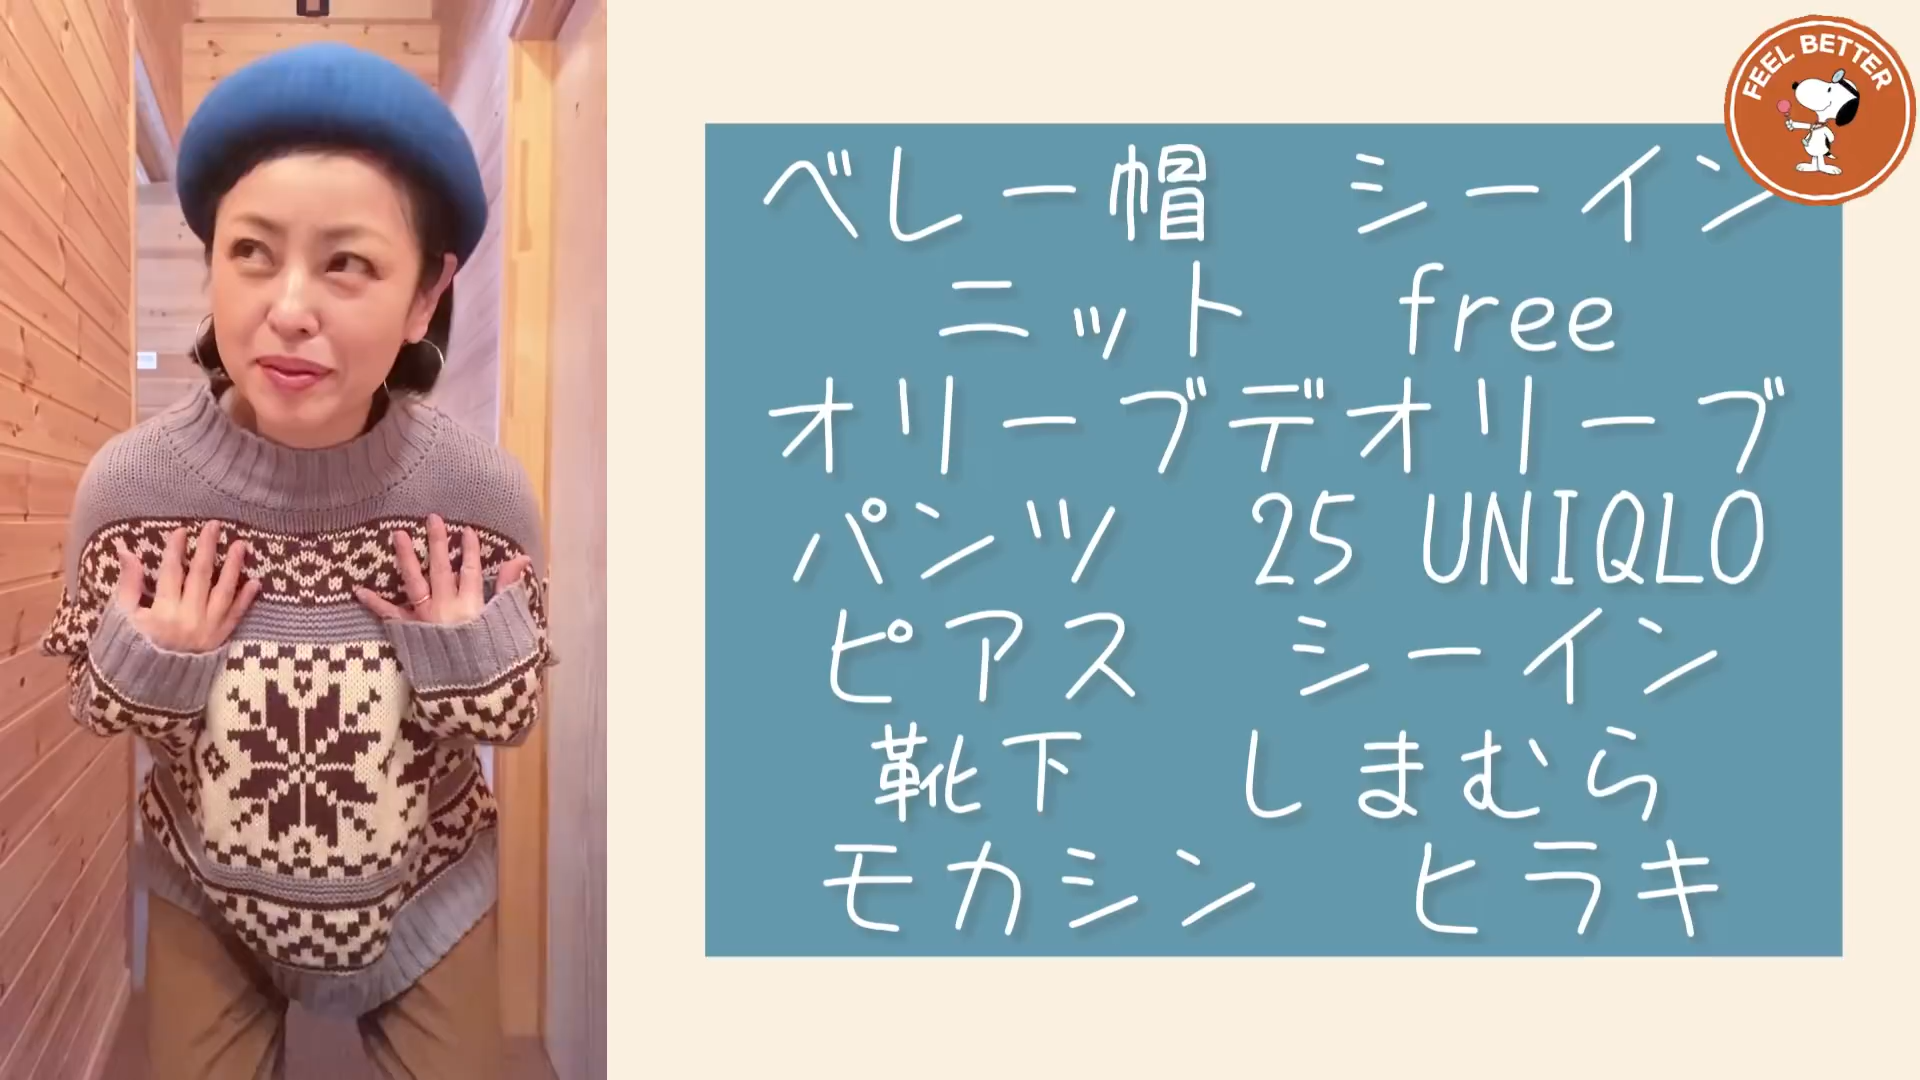 FEEL BETTER
ベレー帽 シーイン
ニット free
オリーブデオリーブ
パンツ 25 UNIQLO
ピアス シーイン
靴下 しまむら
モカシン ヒラキ